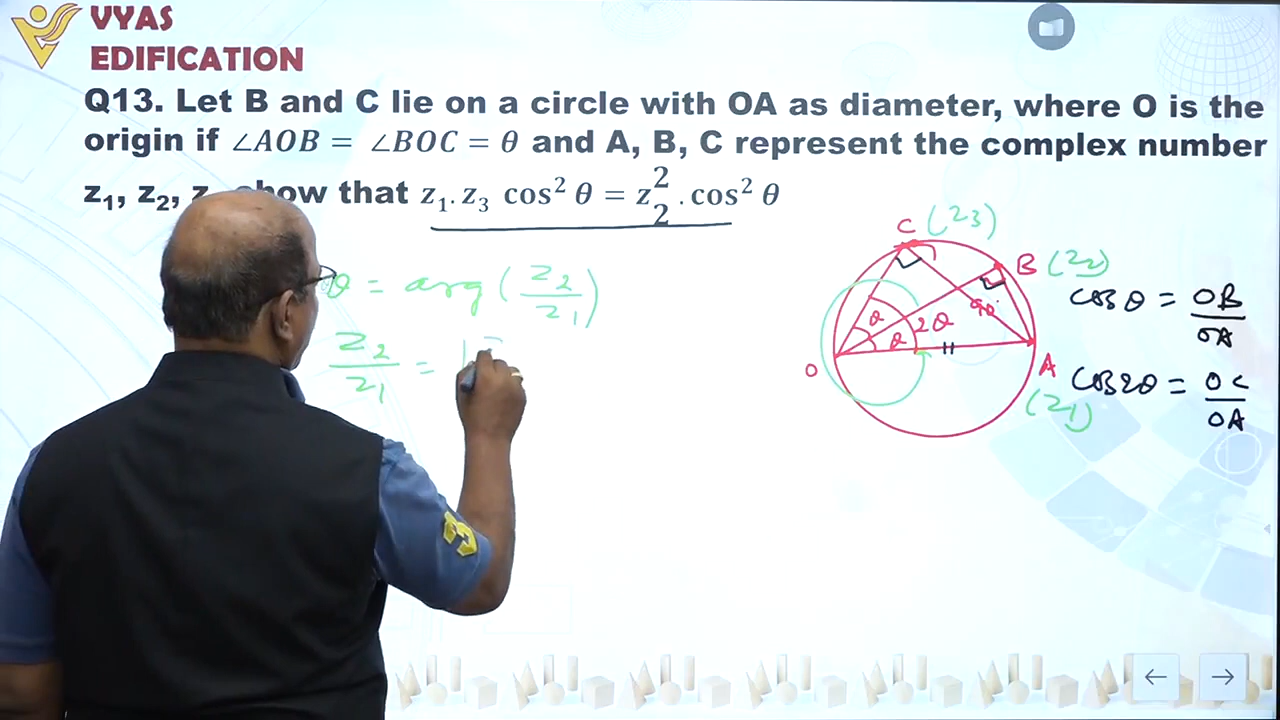 VYAS
EDIFICATION
Q13. Let B and C lie on a circle with OA as diameter, where O is the
origin if ∠AOB = ∠BOC = θ and A, B, C represent the complex number
z₁, z₂, show that z₁. z₃ cos² θ = z₂² . cos² θ
θ = arg(z₂/z₁)
z₂/z₁ =
C (z₃)
B (z₂)
θ
2θ
90°
θ
O
A
(z₁)
cos θ = OB/OA
cos 2θ = OC/OA
3